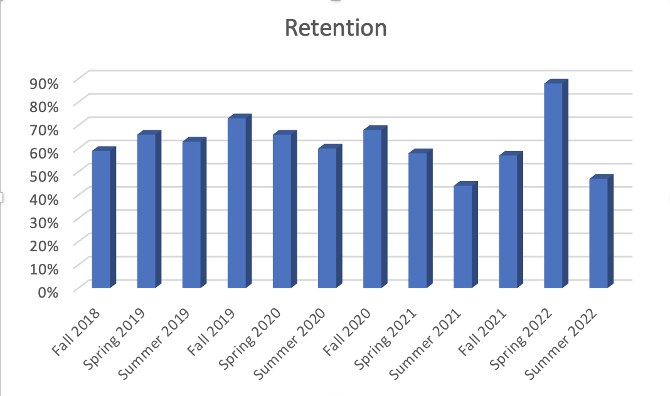 Retention
90%
80%
70%
60%
50%
40%
30%
20%
10%
0%
Fall 2018
Spring 2019
Summer 2019
Fall 2019
Spring 2020
Summer 2020
Fall 2020
Spring 2021
Summer 2021
Fall 2021
Spring 2022
Summer 2022